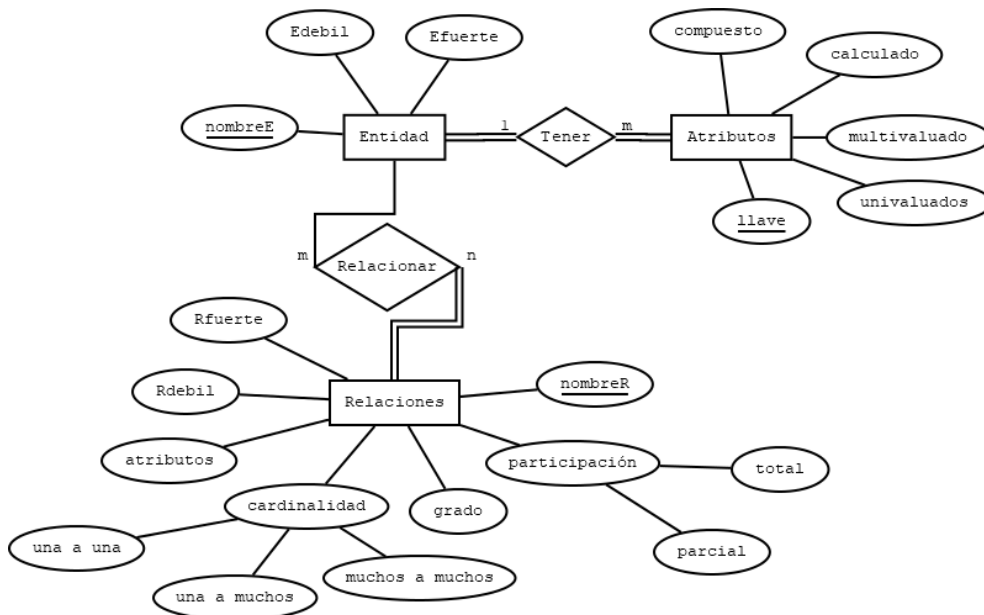 Edebil
Efuerte
compuesto
calculado
nombreE
Entidad
1
Tener
m
Atributos
multivaluado
univaluados
llave
m
Relacionar
n
Rfuerte
Rdebil
Relaciones
nombreR
atributos
participación
total
cardinalidad
grado
parcial
una a una
una a muchos
muchos a muchos